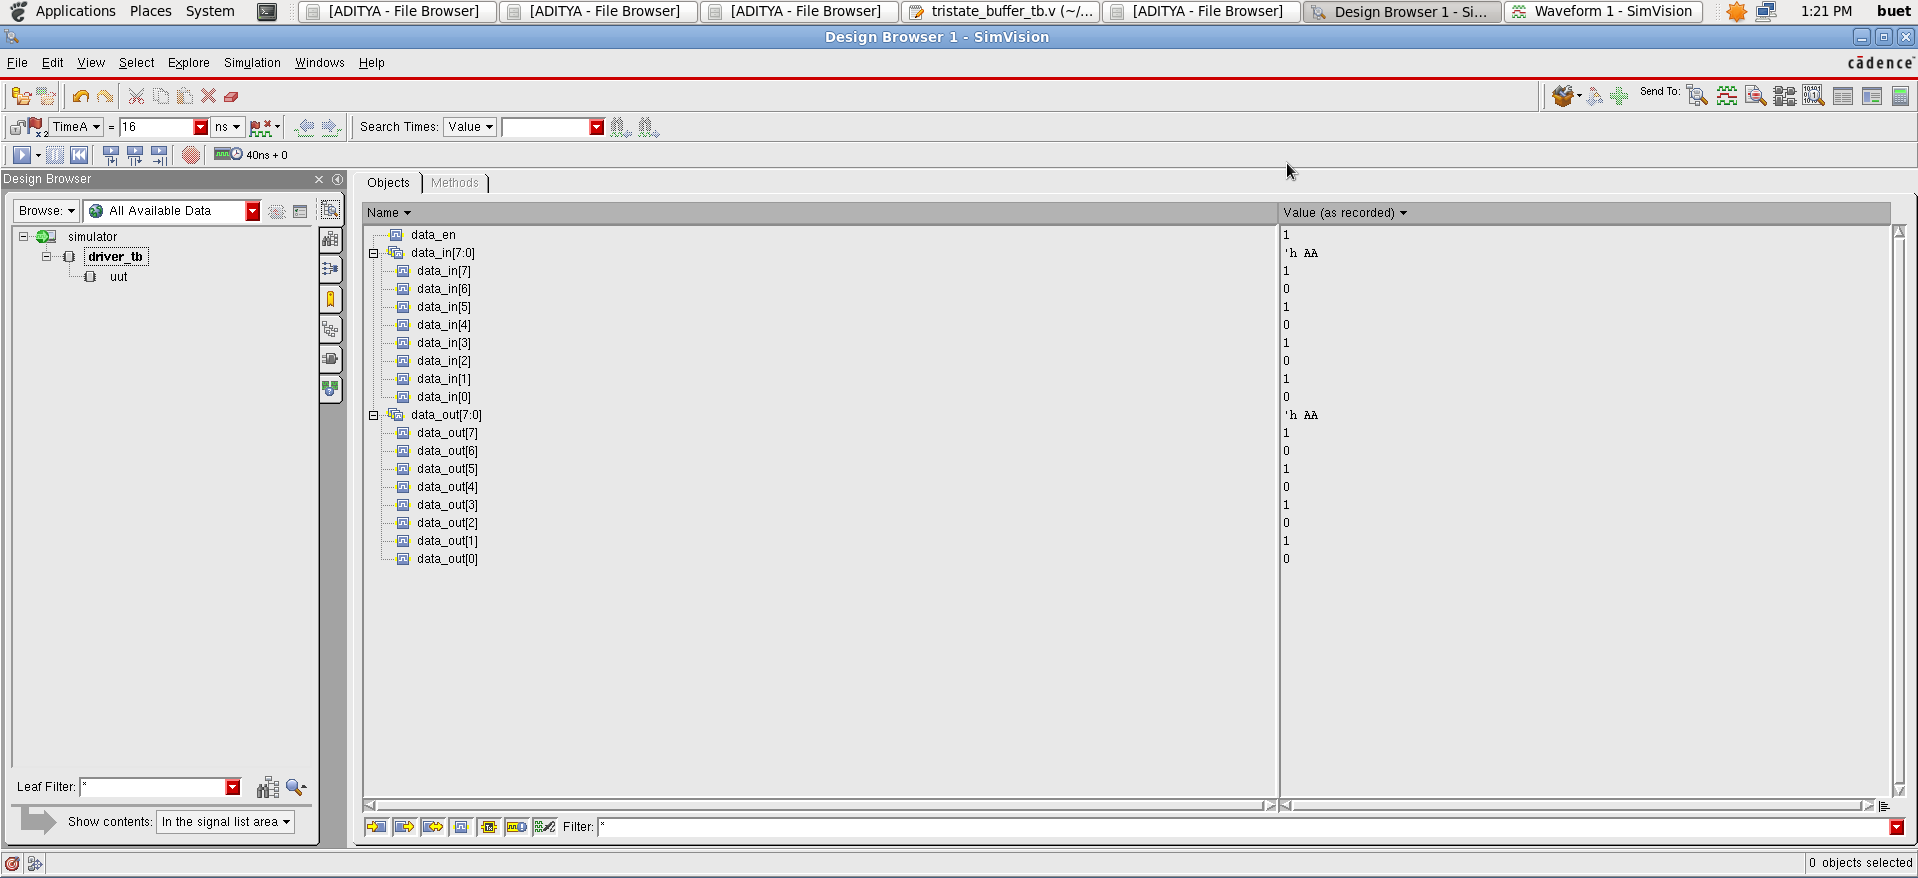 Applications Places System [ADITYA - File Browser] [ADITYA - File Browser] [ADITYA - File Browser] tristate_buffer_tb.v (~/... [ADITYA - File Browser] Design Browser 1 - Si... Waveform 1 - SimVision 1:21 PM buet
Design Browser 1 - SimVision
File Edit View Select Explore Simulation Windows Help cādence
Send To:
TimeA = 16 ns Search Times: Value
40ns + 0
Design Browser
Objects Methods
Browse: All Available Data
Name Value (as recorded)
simulator
driver_tb
uut
data_en 1
data_in[7:0] 'h AA
data_in[7] 1
data_in[6] 0
data_in[5] 1
data_in[4] 0
data_in[3] 1
data_in[2] 0
data_in[1] 1
data_in[0] 0
data_out[7:0] 'h AA
data_out[7] 1
data_out[6] 0
data_out[5] 1
data_out[4] 0
data_out[3] 1
data_out[2] 0
data_out[1] 1
data_out[0] 0
Leaf Filter: *
Show contents: In the signal list area
Filter: *
0 objects selected